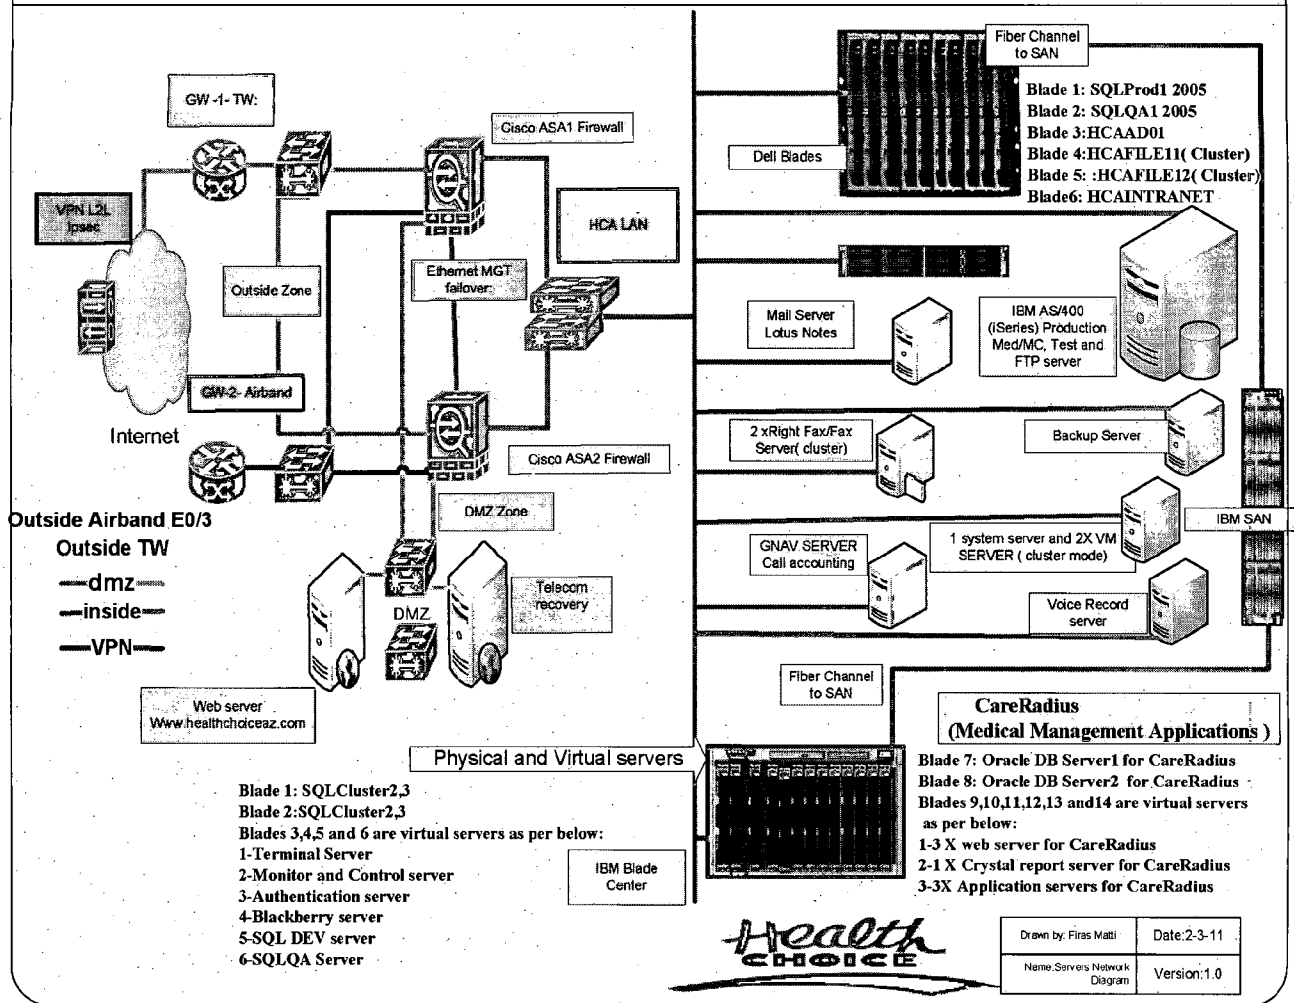 GW -1- TW:
Cisco ASA1 Firewall
VPN L2L
Ipsec
HCA LAN
Ethernet MGT
failover:
Outside Zone
GW-2- Airband
Internet
Cisco ASA2 Firewall
Outside Airband E0/3
Outside TW
dmz
inside
VPN
DMZ Zone
DMZ
Telecom
recovery
Web server
Www.healthchoiceaz.com
Fiber Channel
to SAN
Dell Blades
Blade 1: SQLProd1 2005
Blade 2: SQLQA1 2005
Blade 3:HCAAD01
Blade 4:HCAFILE11( Cluster)
Blade 5: :HCAFILE12( Cluster)
Blade6: HCAINTRANET
Mail Server
Lotus Notes
IBM AS/400
(iSeries) Production
Med/MC, Test and
FTP server
2 xRight Fax/Fax
Server( cluster)
Backup Server
IBM SAN
GNAV SERVER
Call accounting
1 system server and 2X VM
SERVER ( cluster mode)
Voice Record
server
Fiber Channel
to SAN
CareRadius
(Medical Management Applications )
Physical and Virtual servers
Blade 7: Oracle DB Server1 for CareRadius
Blade 8: Oracle DB Server2 for CareRadius
Blades 9,10,11,12,13 and14 are virtual servers
as per below:
1-3 X web server for CareRadius
2-1 X Crystal report server for CareRadius
3-3X Application servers for CareRadius
Blade 1: SQLCluster2,3
Blade 2:SQLCluster2,3
Blades 3,4,5 and 6 are virtual servers as per below:
1-Terminal Server
2-Monitor and Control server
3-Authentication server
4-Blackberry server
5-SQL DEV server
6-SQLQA Server
IBM Blade
Center
Health
CHOICE
Drawn by: Firas Matti
Date:2-3-11
Name:Servers Network
Diagram
Version:1.0